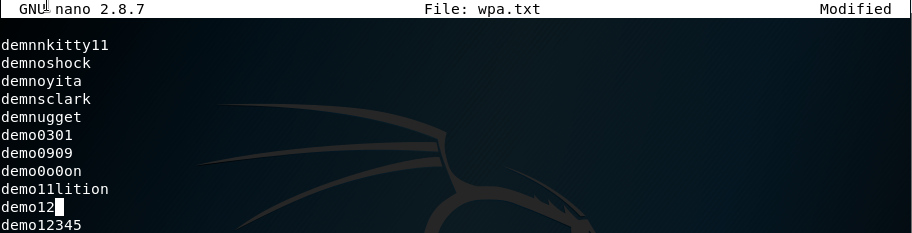 GNU nano 2.8.7 File: wpa.txt Modified
demnnkitty11
demnoshock
demnoyita
demnsclark
demnugget
demo0301
demo0909
demo0o0on
demo11lition
demo12
demo12345